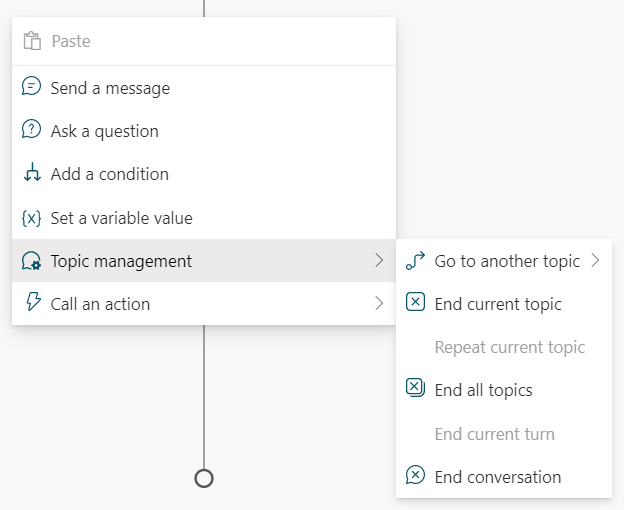 Paste
Send a message
Ask a question
Add a condition
{x} Set a variable value
Topic management
Call an action
Go to another topic
End current topic
Repeat current topic
End all topics
End current turn
End conversation